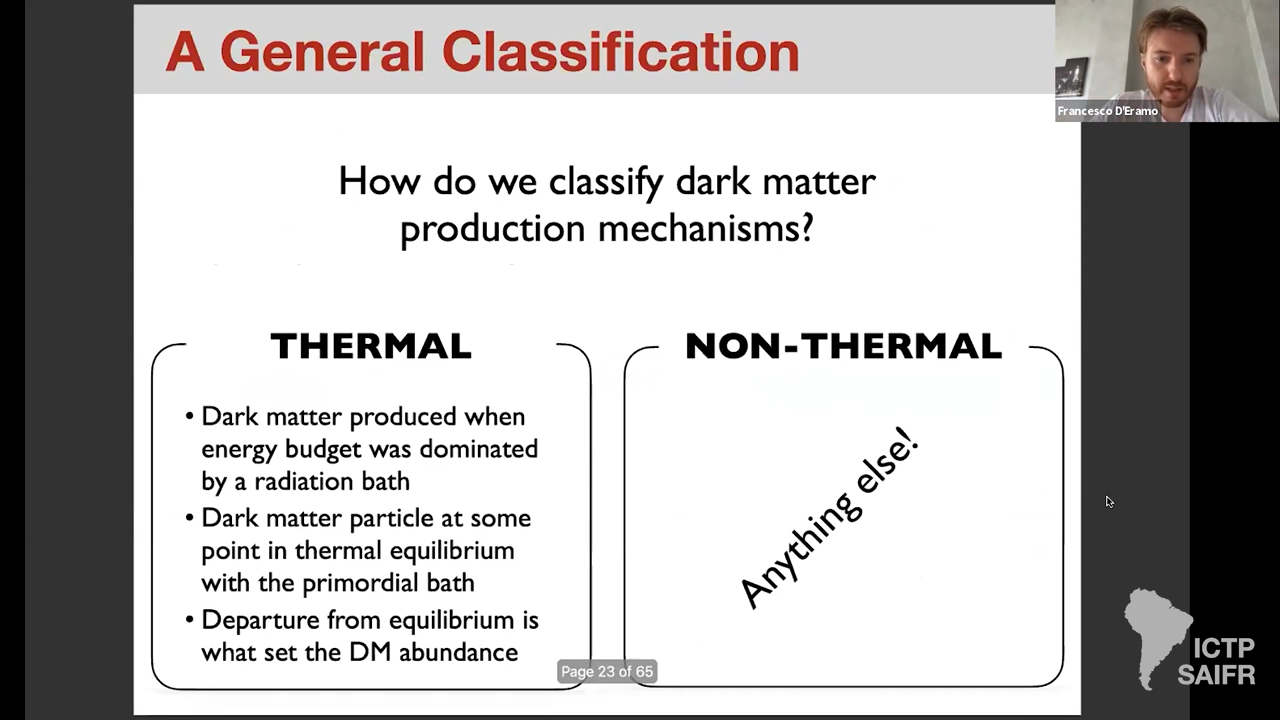 A General Classification
Francesco D'Eramo
How do we classify dark matter
production mechanisms?
THERMAL
• Dark matter produced when
energy budget was dominated
by a radiation bath
• Dark matter particle at some
point in thermal equilibrium
with the primordial bath
• Departure from equilibrium is
what set the DM abundance
NON-THERMAL
Anything else!
Page 23 of 65
ICTP
SAIFR